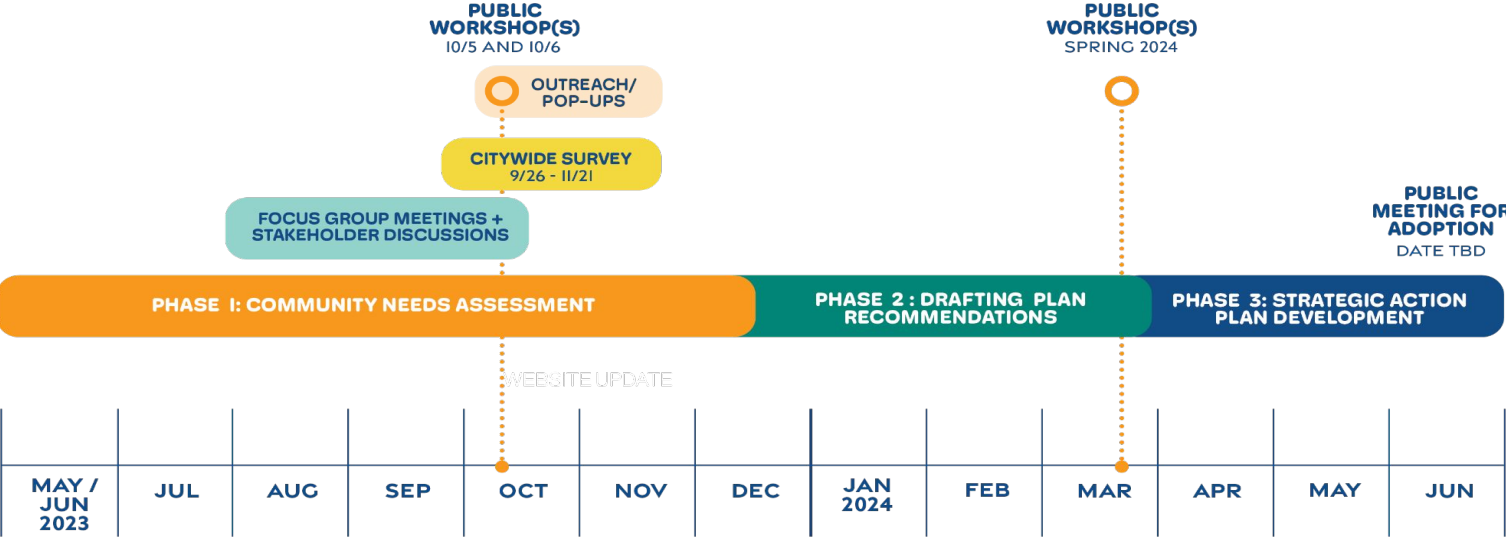 PUBLIC
WORKSHOP(S)
10/5 AND 10/6
PUBLIC
WORKSHOP(S)
SPRING 2024
OUTREACH/
POP-UPS
CITYWIDE SURVEY
9/26 - 11/21
FOCUS GROUP MEETINGS +
STAKEHOLDER DISCUSSIONS
PUBLIC
MEETING FOR
ADOPTION
DATE TBD
PHASE 1: COMMUNITY NEEDS ASSESSMENT
PHASE 2 : DRAFTING PLAN
RECOMMENDATIONS
PHASE 3: STRATEGIC ACTION
PLAN DEVELOPMENT
WEBSITE UPDATE
MAY /
JUN
2023
JUL
AUG
SEP
OCT
NOV
DEC
JAN
2024
FEB
MAR
APR
MAY
JUN